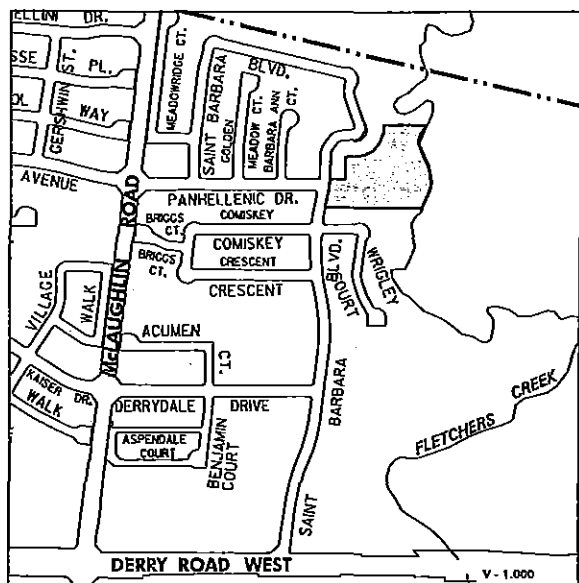 ELLINI DR.
SSE
ST.
PL.
GERSHWIN
OL
WAY
AVENUE
MEADOWRIDGE CT.
SAINT BARBARA
BLVD.
GOLDEN
MEADOW CT.
BARBARA ANN
CT.
PANHELLENIC DR.
COMISKEY
BRIGGS
CT.
COMISKEY
CRESCENT
BRIGGS
CT.
CRESCENT
BLVD.
COURT
WRIGLEY
McLAUGHLIN ROAD
VILLAGE
WALK
ACUMEN
CT.
KAISER DR.
WALK
DERRYDALE DRIVE
ASPENDALE
COURT
BENJAMIN
COURT
SAINT BARBARA
FLETCHERS CREEK
DERRY ROAD WEST
V - 1.000